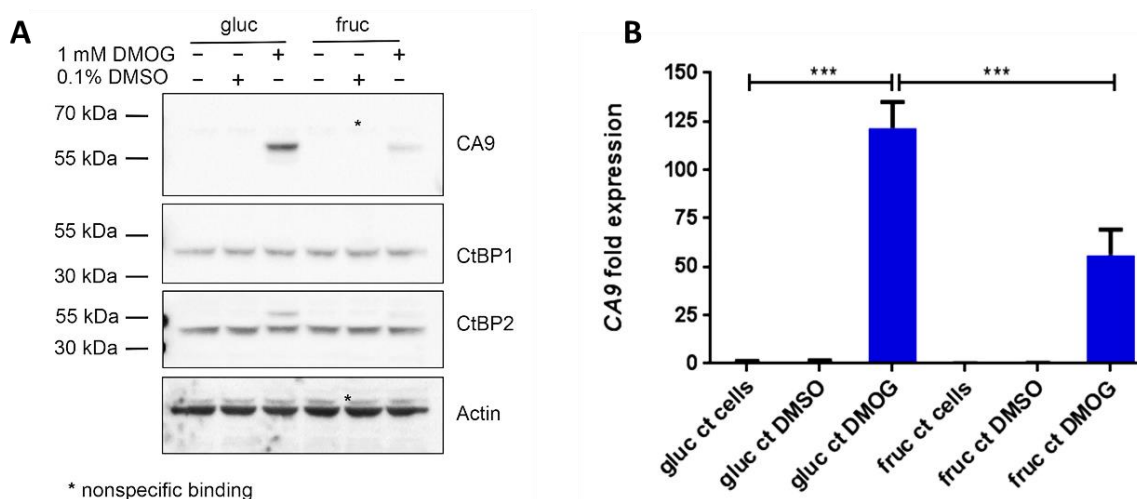 A
gluc fruc
1 mM DMOG – – + – – +
0.1% DMSO – + – – + –
70 kDa
*
CA9
55 kDa
55 kDa
CtBP1
30 kDa
55 kDa
CtBP2
30 kDa
*
Actin
* nonspecific binding
B
*** ***
CA9 fold expression
150
125
100
75
50
25
0
gluc ct cells
gluc ct DMSO
gluc ct DMOG
fruc ct cells
fruc ct DMSO
fruc ct DMOG